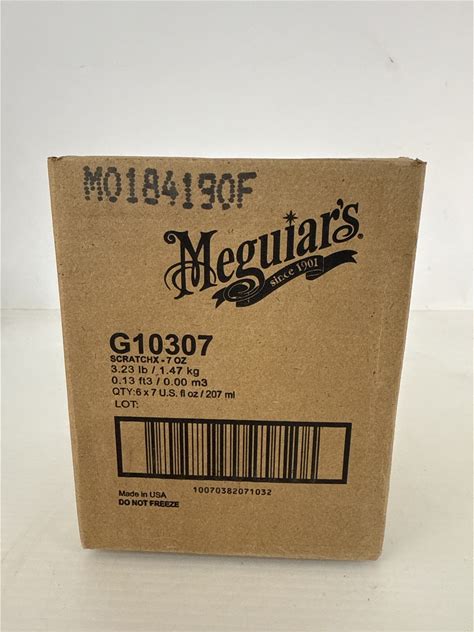 M0184190F
Meguiar's
since 1901
G10307
SCRATCHX - 7 OZ
3.23 lb / 1.47 kg
0.13 ft3 / 0.00 m3
QTY: 6 x 7 U.S. fl oz / 207 ml
LOT:
10070382071032
Made in USA
DO NOT FREEZE